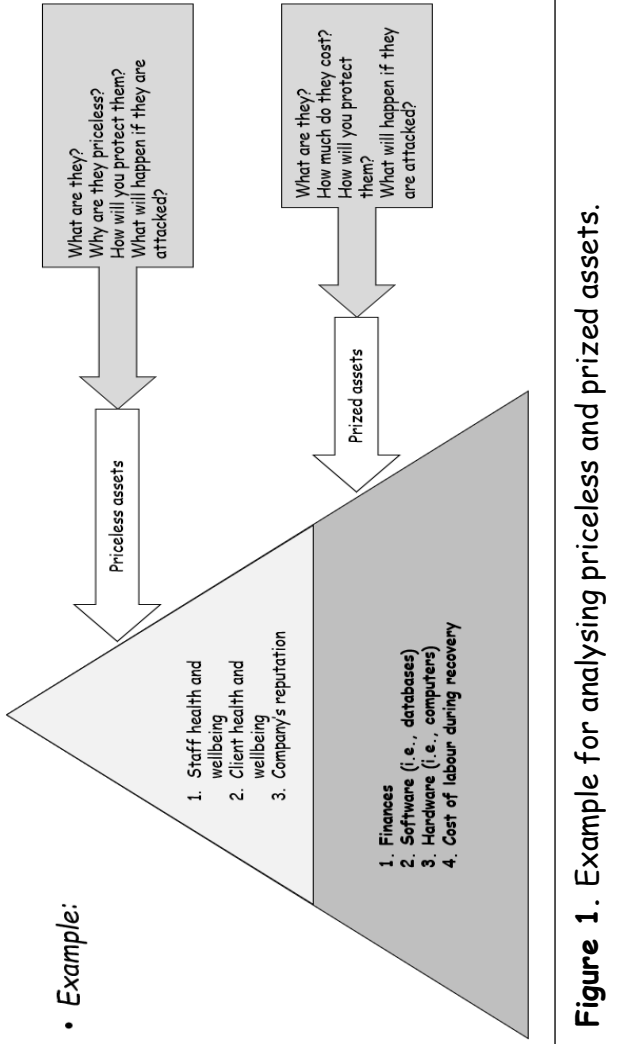 • Example:
1. Staff health and
wellbeing
2. Client health and
wellbeing
3. Company's reputation
1. Finances
2. Software (i.e., databases)
3. Hardware (i.e., computers)
4. Cost of labour during recovery
Priceless assets
What are they?
Why are they priceless?
How will you protect them?
What will happen if they are
attacked?
Prized assets
What are they?
How much do they cost?
How will you protect
them?
What will happen if they
are attacked?
Figure 1. Example for analysing priceless and prized assets.